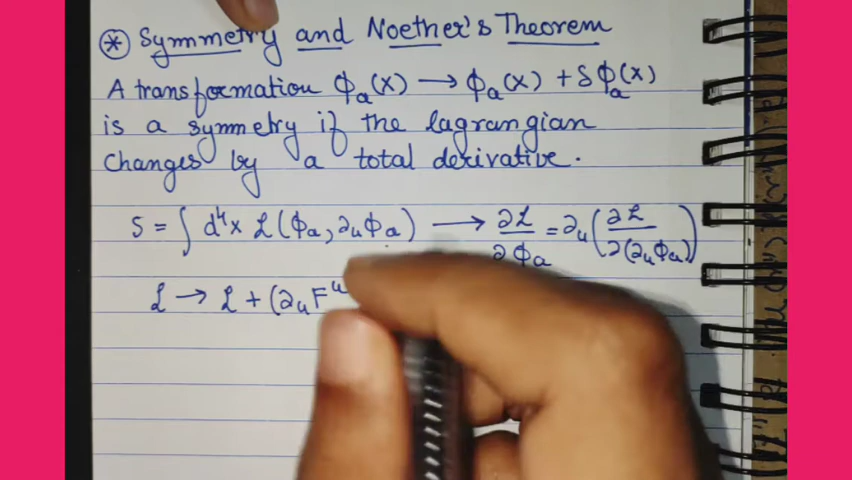 ⊛ Symmetry and Noether's Theorem
A transformation ϕₐ(x) → ϕₐ(x) + δϕₐ(x)
is a symmetry if the lagrangian
changes by a total derivative.
S = ∫ d⁴x ℒ(ϕₐ, ∂ᵤϕₐ) → ∂ℒ/∂ϕₐ = ∂ᵤ(∂ℒ/∂(∂ᵤϕₐ))
ℒ → ℒ + (∂ᵤFᵘ